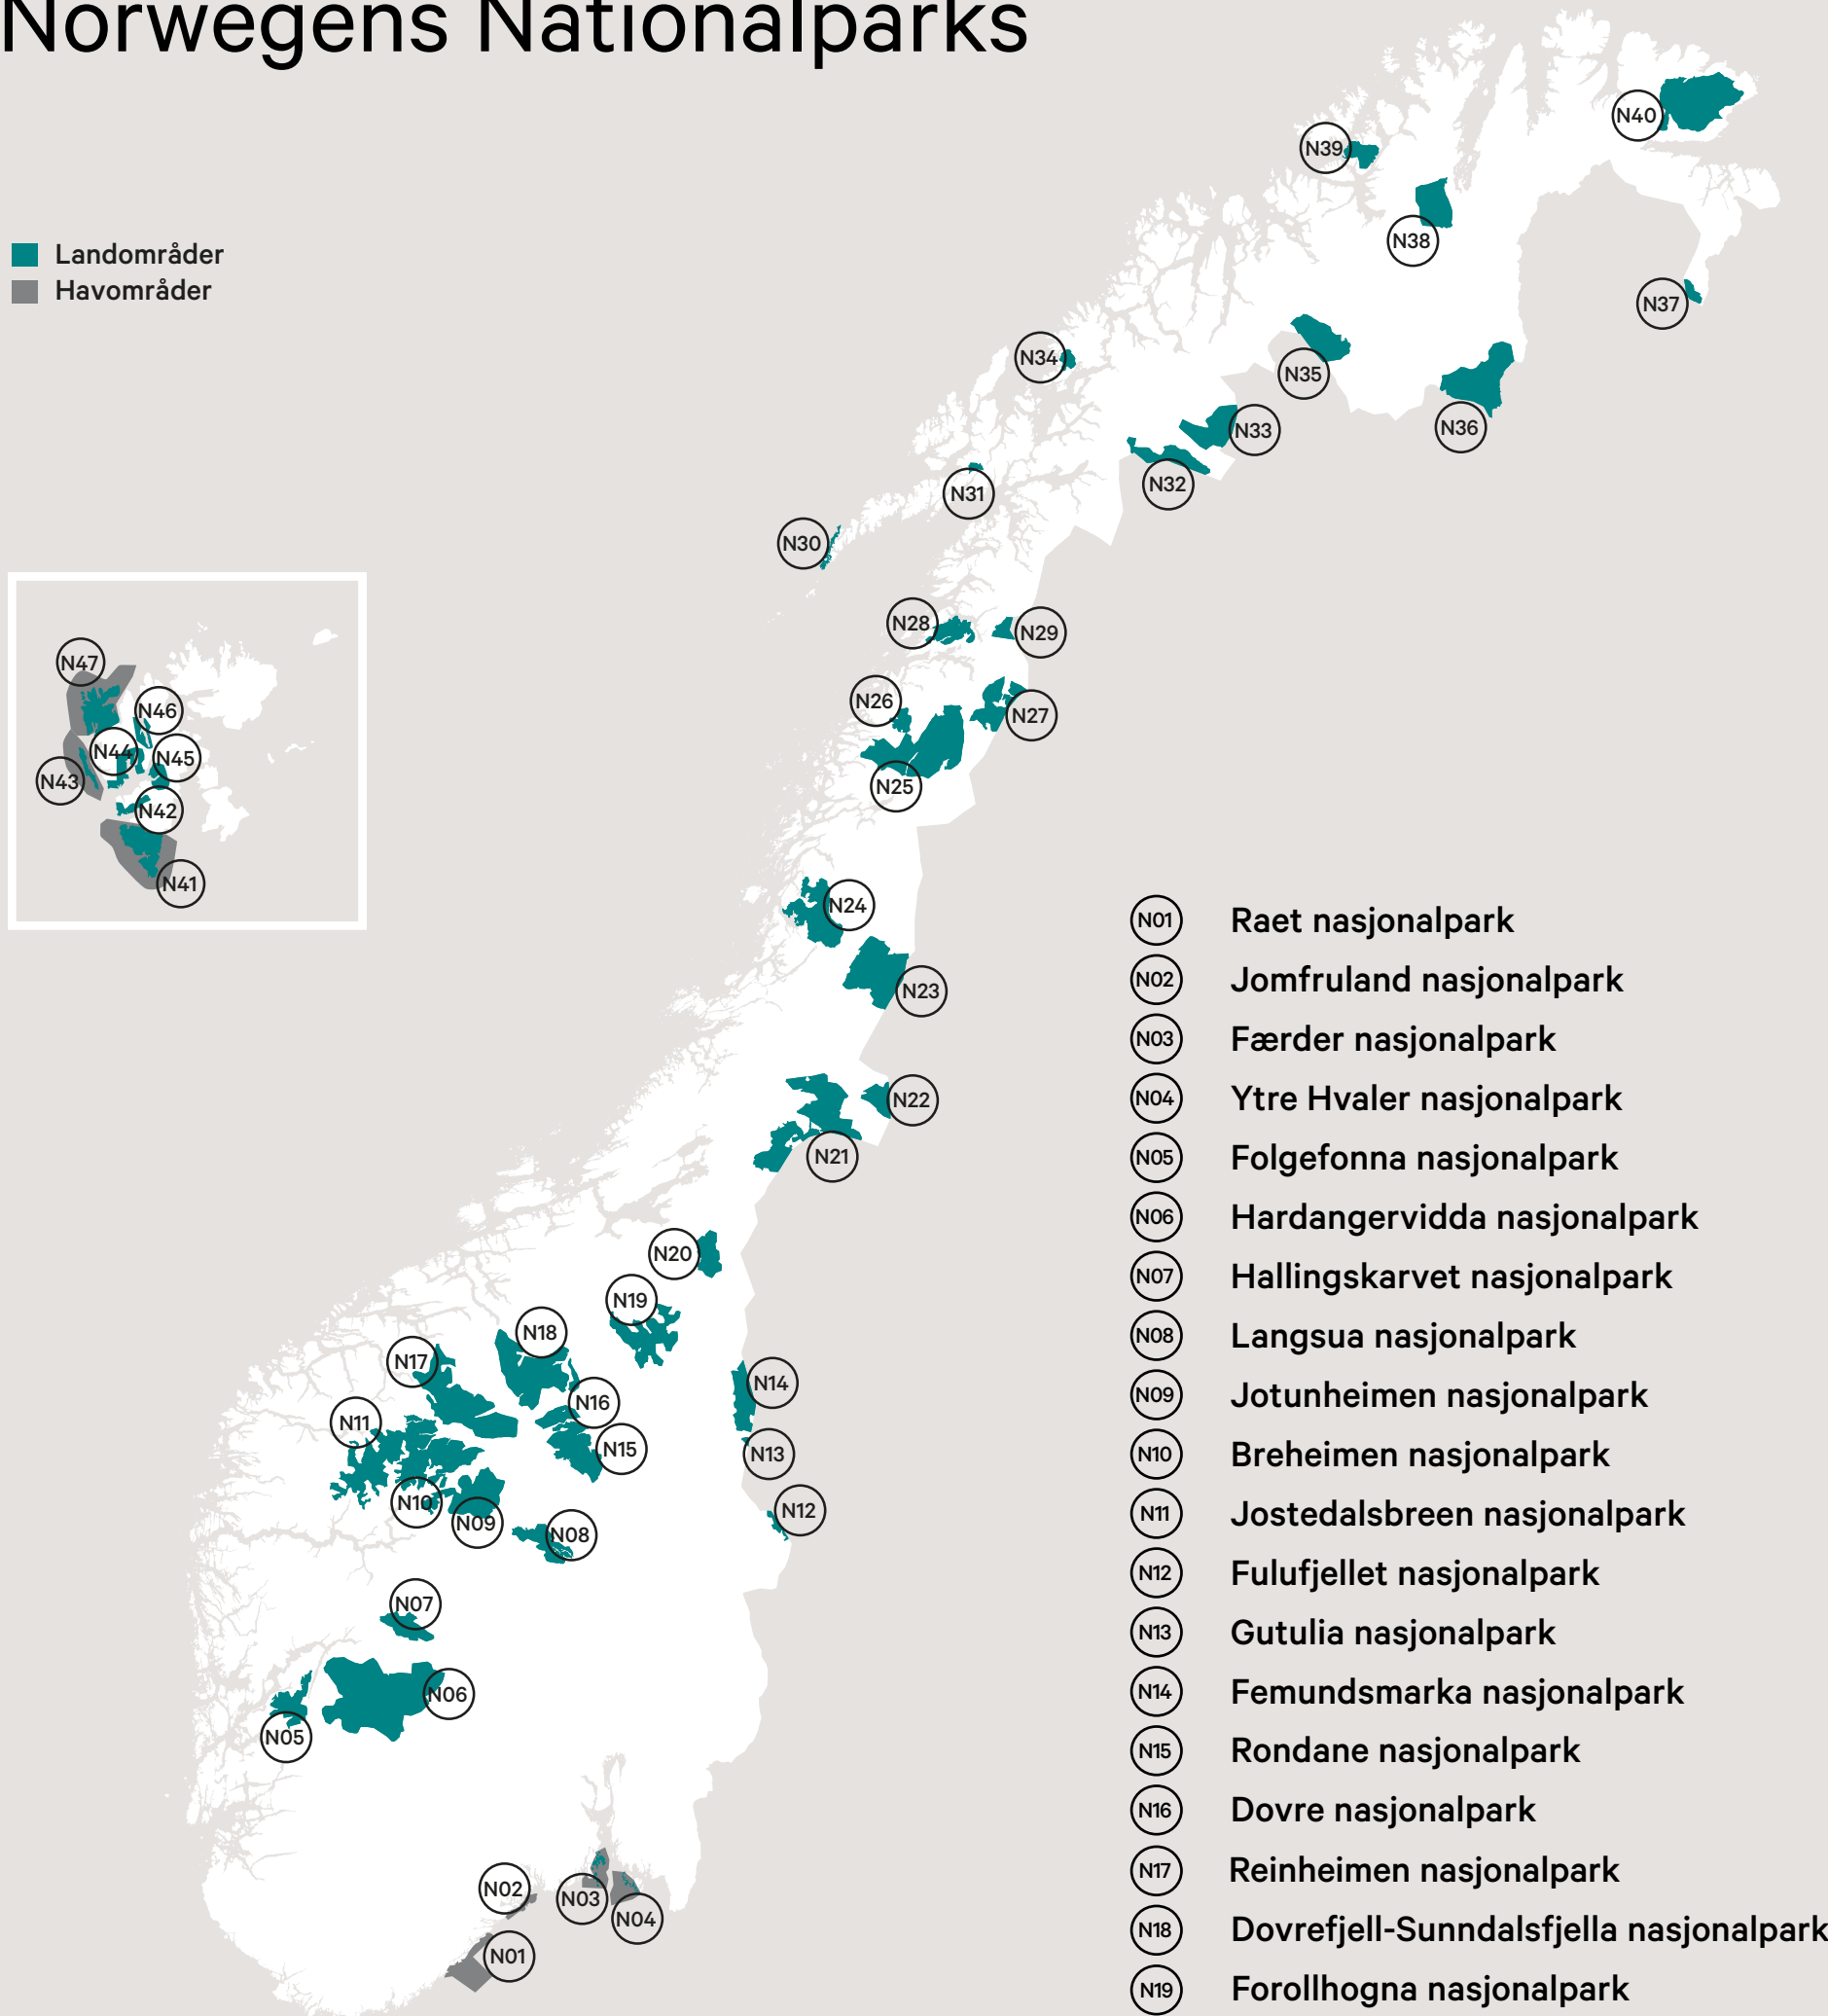 Norwegens Nationalparks
Landområder
Havområder
N40
N39
N38
N37
N34
N35
N36
N33
N32
N31
N30
N28
N29
N26
N27
N25
N47
N46
N44
N45
N43
N42
N41
N24
N23
N22
N21
N20
N19
N18
N17
N16
N14
N11
N15
N13
N10
N09
N12
N08
N07
N06
N05
N02
N03
N04
N01
N01 Raet nasjonalpark
N02 Jomfruland nasjonalpark
N03 Færder nasjonalpark
N04 Ytre Hvaler nasjonalpark
N05 Folgefonna nasjonalpark
N06 Hardangervidda nasjonalpark
N07 Hallingskarvet nasjonalpark
N08 Langsua nasjonalpark
N09 Jotunheimen nasjonalpark
N10 Breheimen nasjonalpark
N11 Jostedalsbreen nasjonalpark
N12 Fulufjellet nasjonalpark
N13 Gutulia nasjonalpark
N14 Femundsmarka nasjonalpark
N15 Rondane nasjonalpark
N16 Dovre nasjonalpark
N17 Reinheimen nasjonalpark
N18 Dovrefjell-Sunndalsfjella nasjonalpark
N19 Forollhogna nasjonalpark